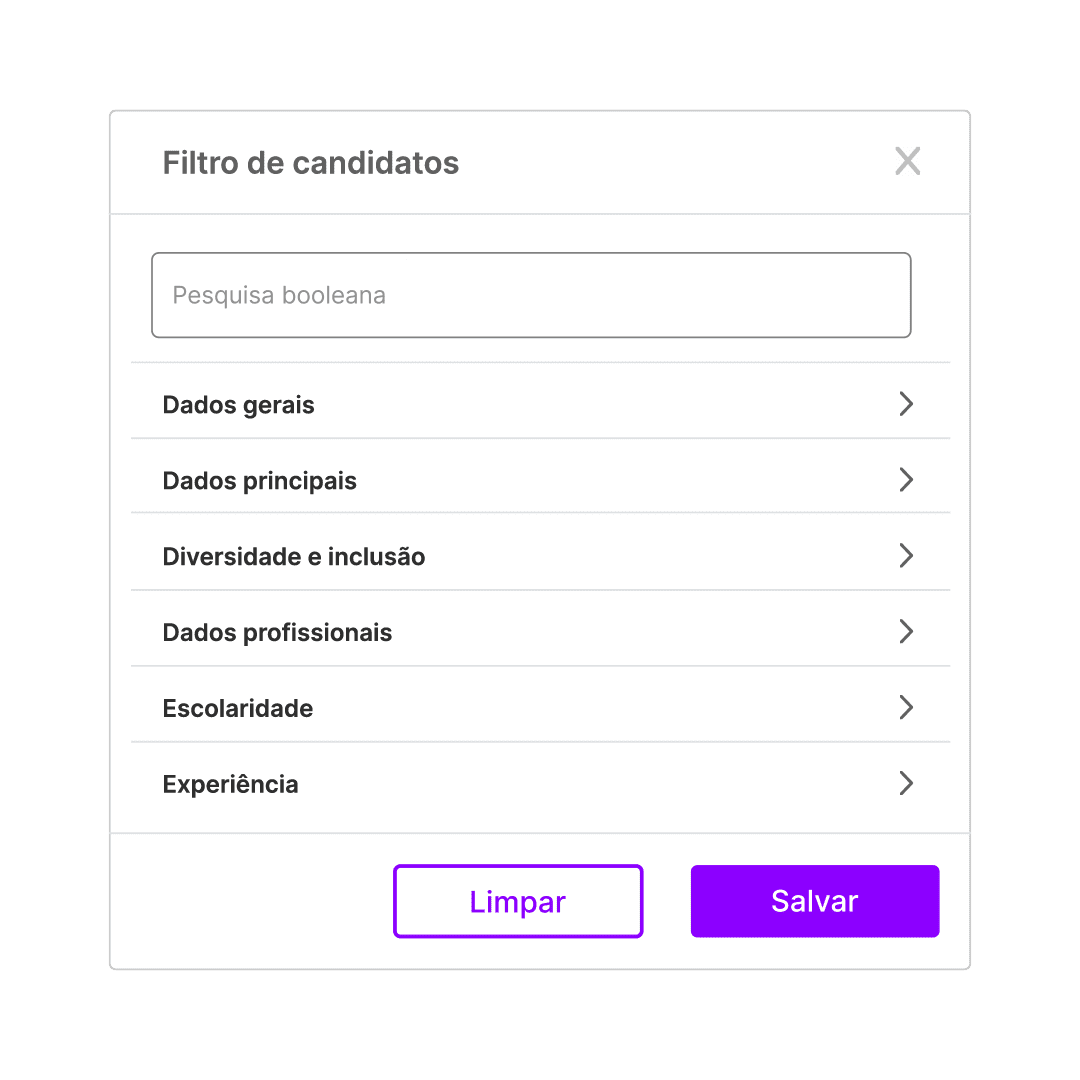 Filtro de candidatos
Pesquisa booleana
Dados gerais
Dados principais
Diversidade e inclusão
Dados profissionais
Escolaridade
Experiência
Limpar
Salvar